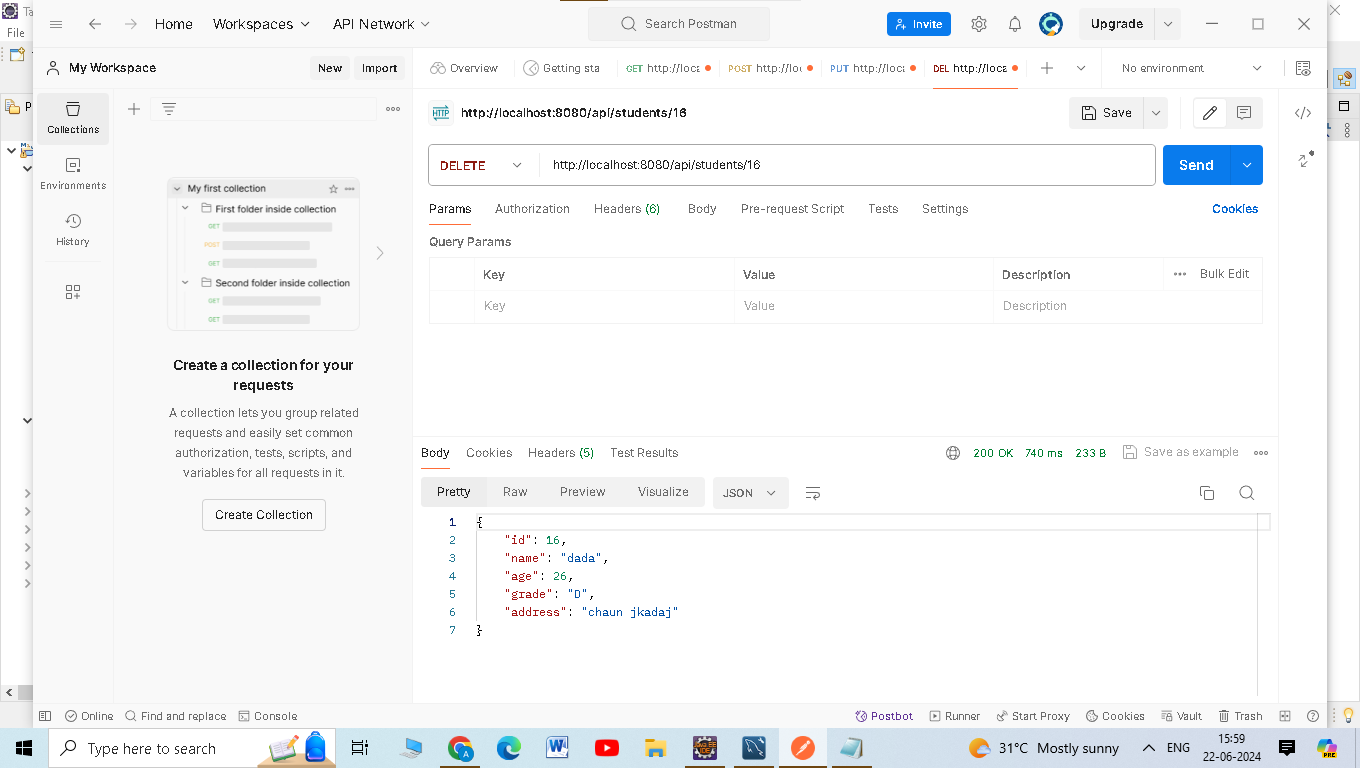 File
Home
Workspaces
API Network
Search Postman
Invite
Upgrade
My Workspace
New
Import
Overview
Getting sta
GET http://loca
POST http://loc
PUT http://loca
DEL http://loca
No environment
Collections
Environments
History
My first collection
First folder inside collection
GET
POST
GET
Second folder inside collection
GET
GET
Create a collection for your
requests
A collection lets you group related
requests and easily set common
authorization, tests, scripts, and
variables for all requests in it.
Create Collection
HTTP
http://localhost:8080/api/students/16
Save
DELETE
http://localhost:8080/api/students/16
Send
Params
Authorization
Headers (6)
Body
Pre-request Script
Tests
Settings
Cookies
Query Params
Key
Value
Description
Bulk Edit
Key
Value
Description
Body
Cookies
Headers (5)
Test Results
200 OK
740 ms
233 B
Save as example
Pretty
Raw
Preview
Visualize
JSON
1 {
2 "id": 16,
3 "name": "dada",
4 "age": 26,
5 "grade": "D",
6 "address": "chaun jkadaj"
7 }
Online
Find and replace
Console
Postbot
Runner
Start Proxy
Cookies
Vault
Trash
Type here to search
31°C Mostly sunny
ENG
15:59
22-06-2024